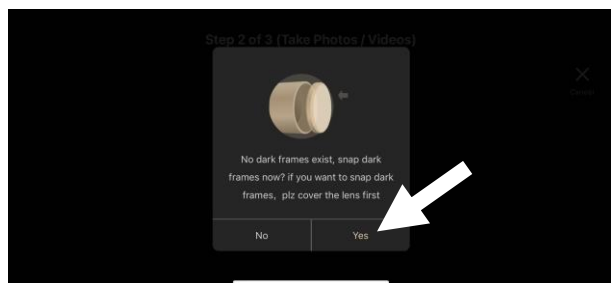 Step 2 of 3 (Take Photos / Videos)
Cancel
No dark frames exist, snap dark
frames now? if you want to snap dark
frames, plz cover the lens first
No
Yes